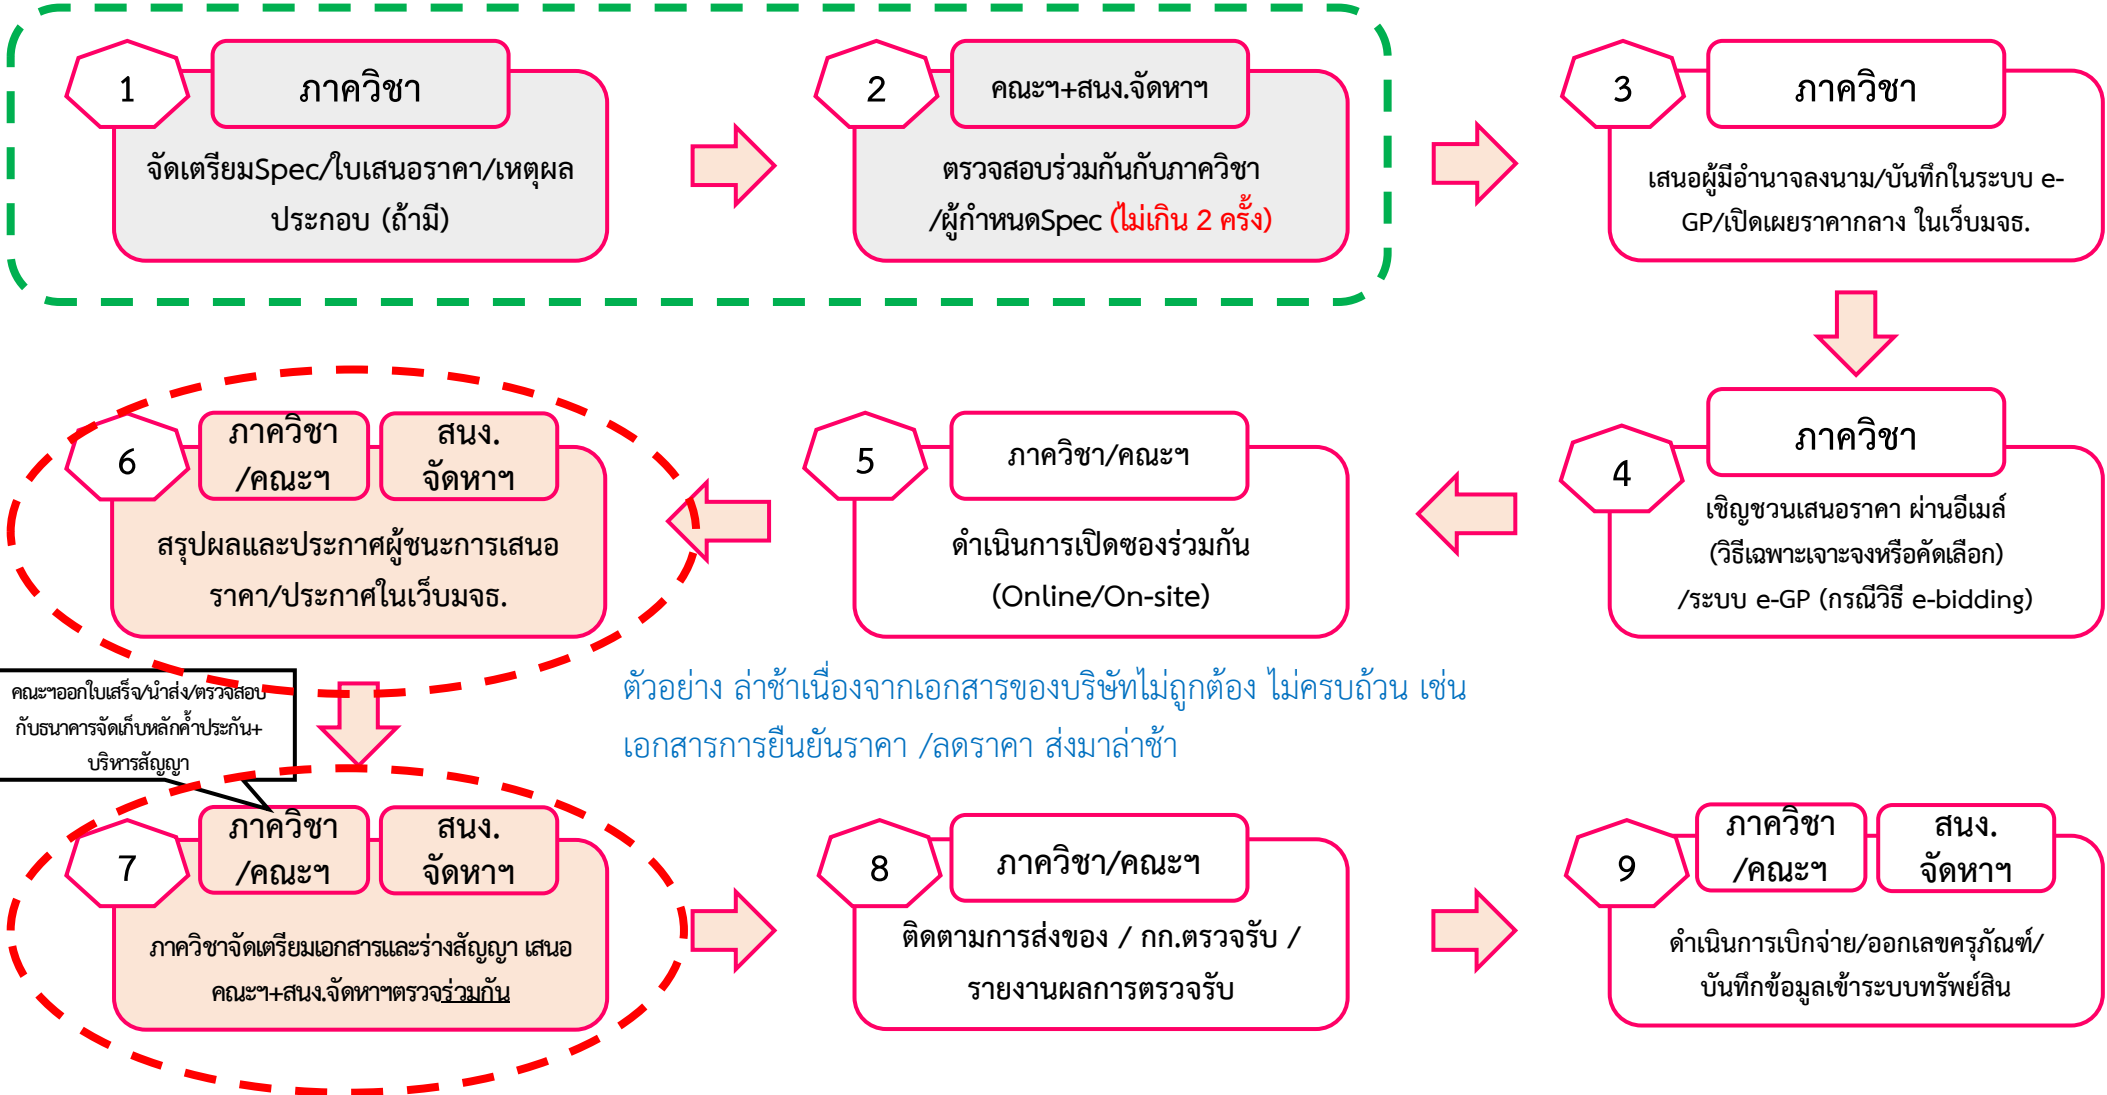 1
ภาควิชา
จัดเตรียมSpec/ใบเสนอราคา/เหตุผล
ประกอบ (ถ้ามี)
2
คณะฯ+สนง.จัดหาฯ
ตรวจสอบร่วมกันกับภาควิชา
/ผู้กำหนดSpec (ไม่เกิน 2 ครั้ง)
3
ภาควิชา
เสนอผู้มีอำนาจลงนาม/บันทึกในระบบ e-
GP/เปิดเผยราคากลาง ในเว็บมจธ.
4
ภาควิชา
เชิญชวนเสนอราคา ผ่านอีเมล์
(วิธีเฉพาะเจาะจงหรือคัดเลือก)
/ระบบ e-GP (กรณีวิธี e-bidding)
5
ภาควิชา/คณะฯ
ดำเนินการเปิดซองร่วมกัน
(Online/On-site)
6
ภาควิชา
/คณะฯ
สนง.
จัดหาฯ
สรุปผลและประกาศผู้ชนะการเสนอ
ราคา/ประกาศในเว็บมจธ.
ตัวอย่าง ล่าช้าเนื่องจากเอกสารของบริษัทไม่ถูกต้อง ไม่ครบถ้วน เช่น
เอกสารการยืนยันราคา /ลดราคา ส่งมาล่าช้า
คณะฯออกใบเสร็จ/นำส่ง/ตรวจสอบ
กับธนาคารจัดเก็บหลักค้ำประกัน+
บริหารสัญญา
7
ภาควิชา
/คณะฯ
สนง.
จัดหาฯ
ภาควิชาจัดเตรียมเอกสารและร่างสัญญา เสนอ
คณะฯ+สนง.จัดหาฯตรวจร่วมกัน
8
ภาควิชา/คณะฯ
ติดตามการส่งของ / กก.ตรวจรับ /
รายงานผลการตรวจรับ
9
ภาควิชา
/คณะฯ
สนง.
จัดหาฯ
ดำเนินการเบิกจ่าย/ออกเลขครุภัณฑ์/
บันทึกข้อมูลเข้าระบบทรัพย์สิน